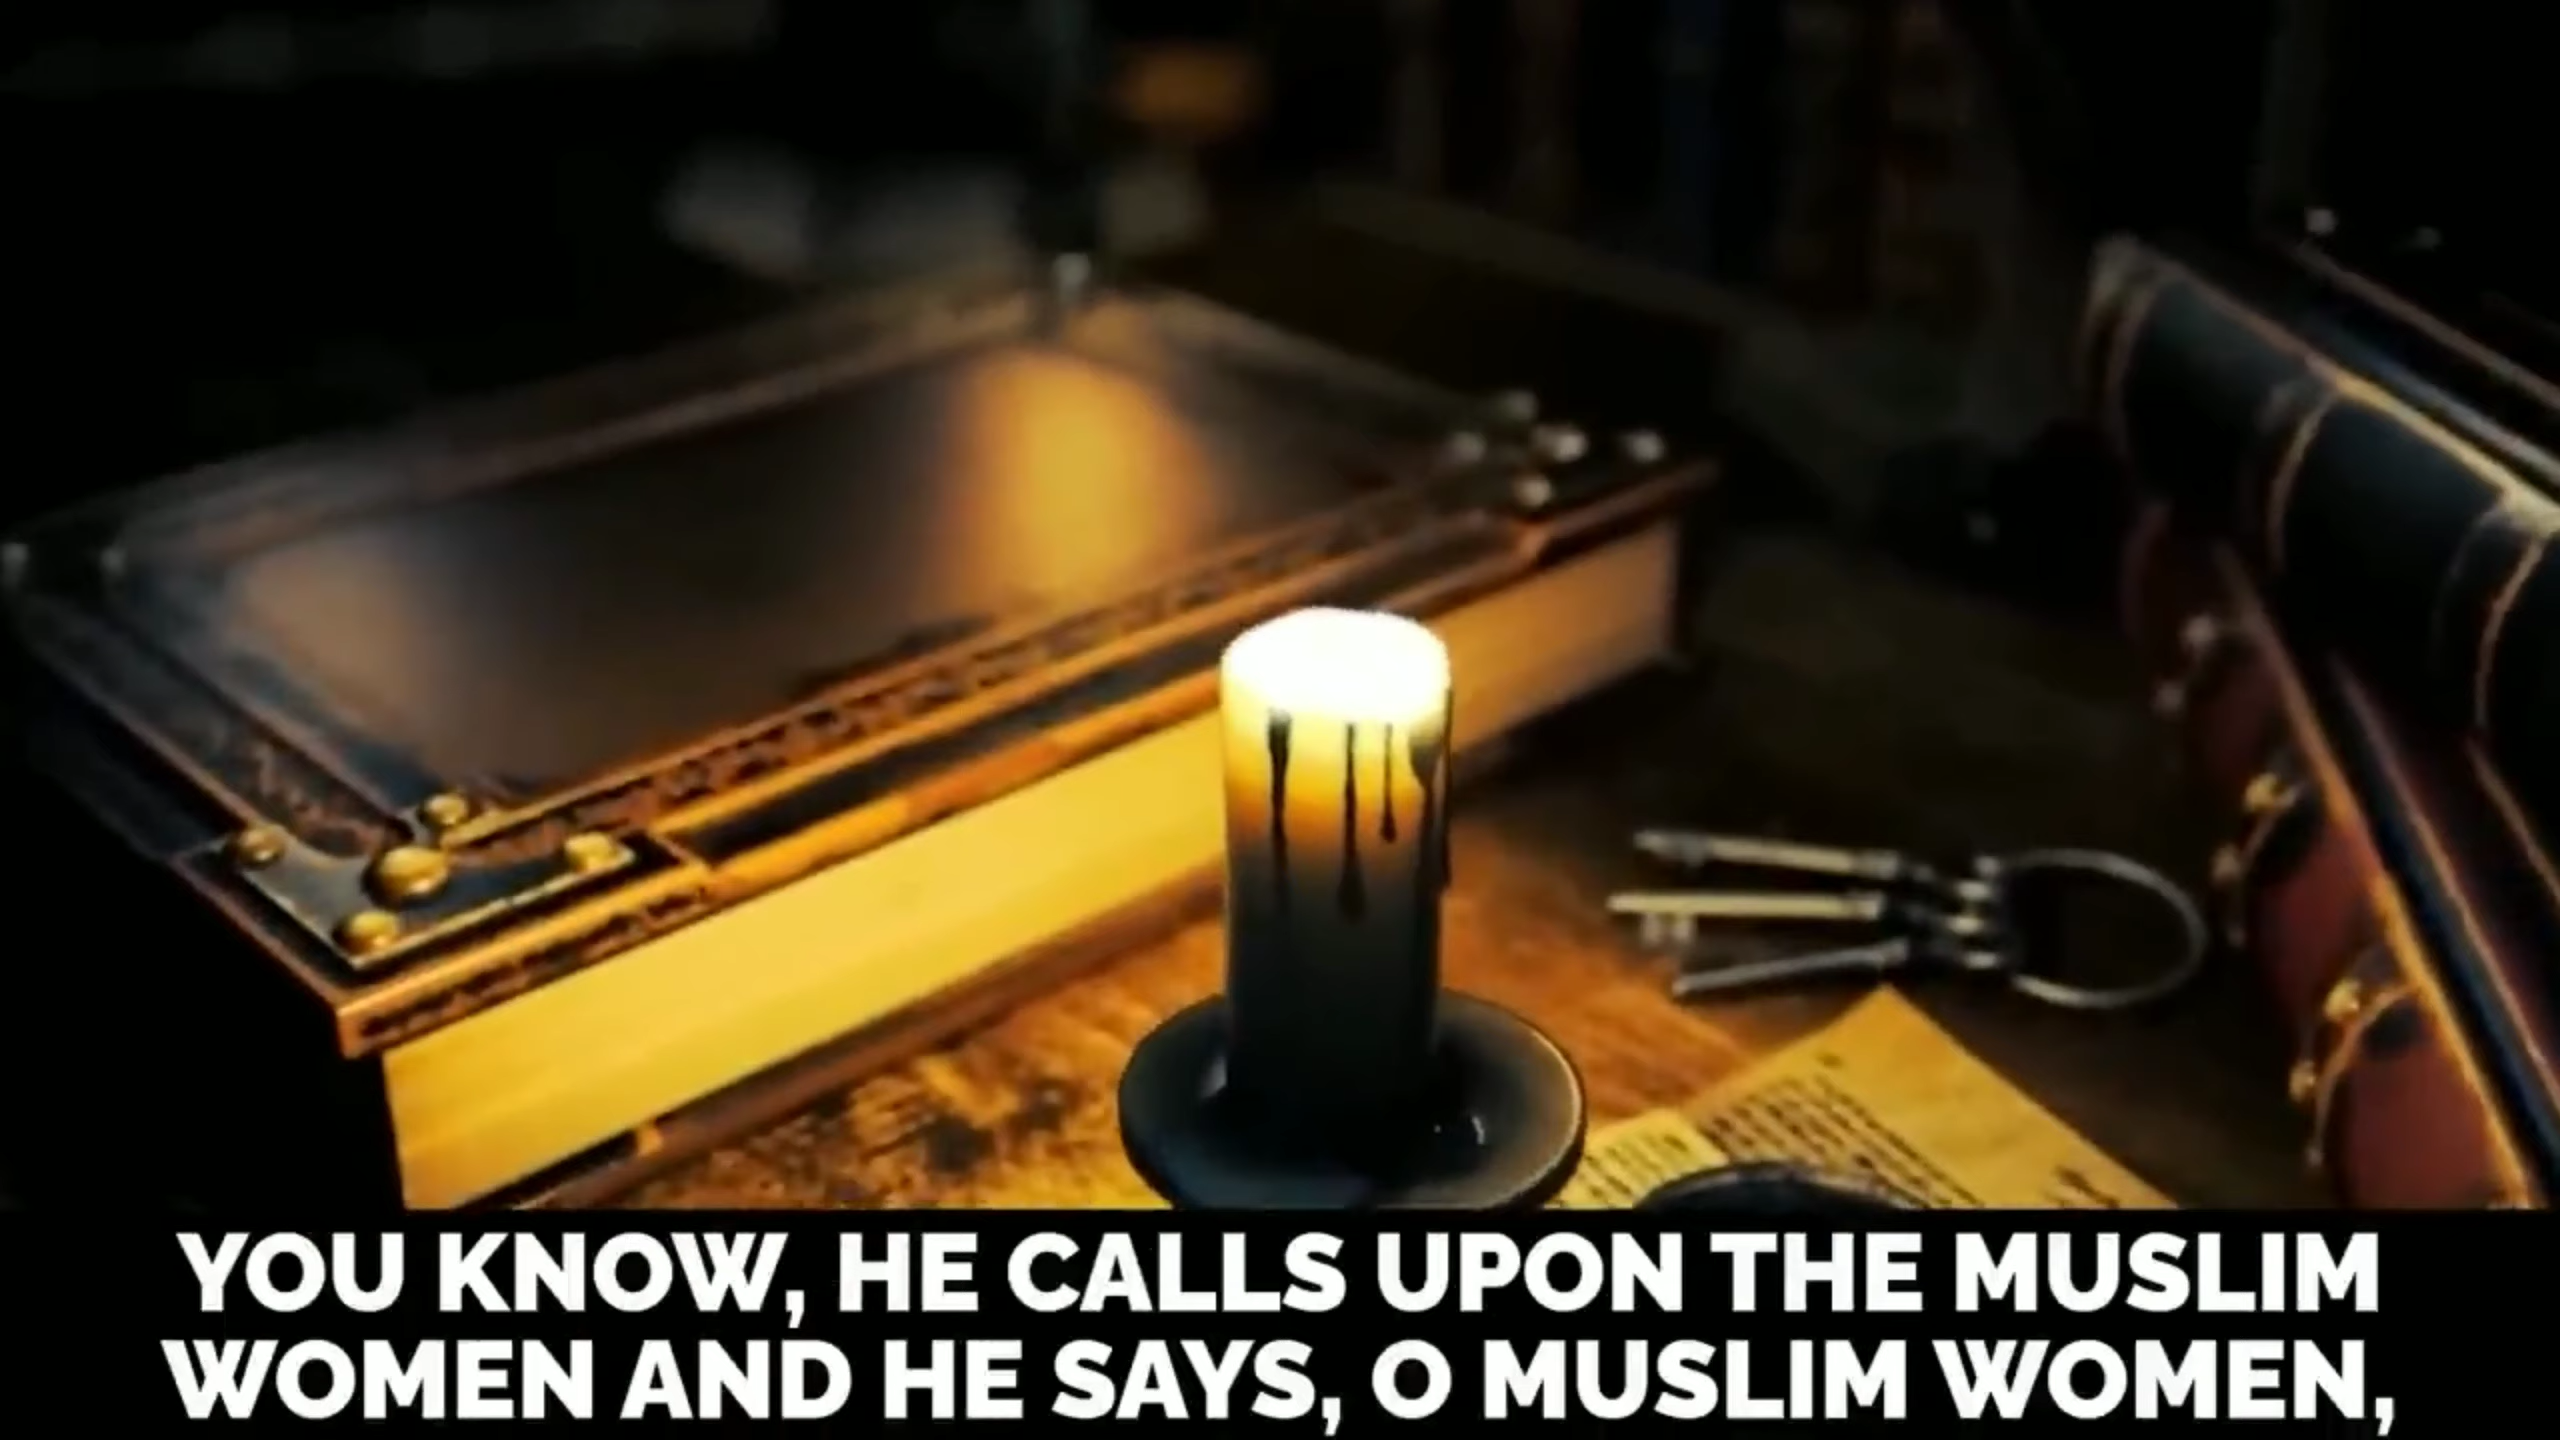 YOU KNOW, HE CALLS UPON THE MUSLIM
WOMEN AND HE SAYS, O MUSLIM WOMEN,